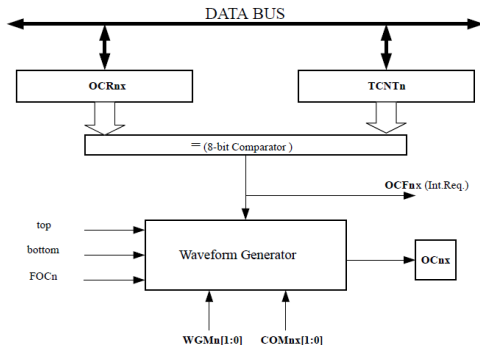 DATA BUS
OCRnx
TCNTn
= (8-bit Comparator )
OCFnx (Int.Req.)
top
bottom
FOCn
Waveform Generator
OCnx
WGMn[1:0]
COMnx[1:0]